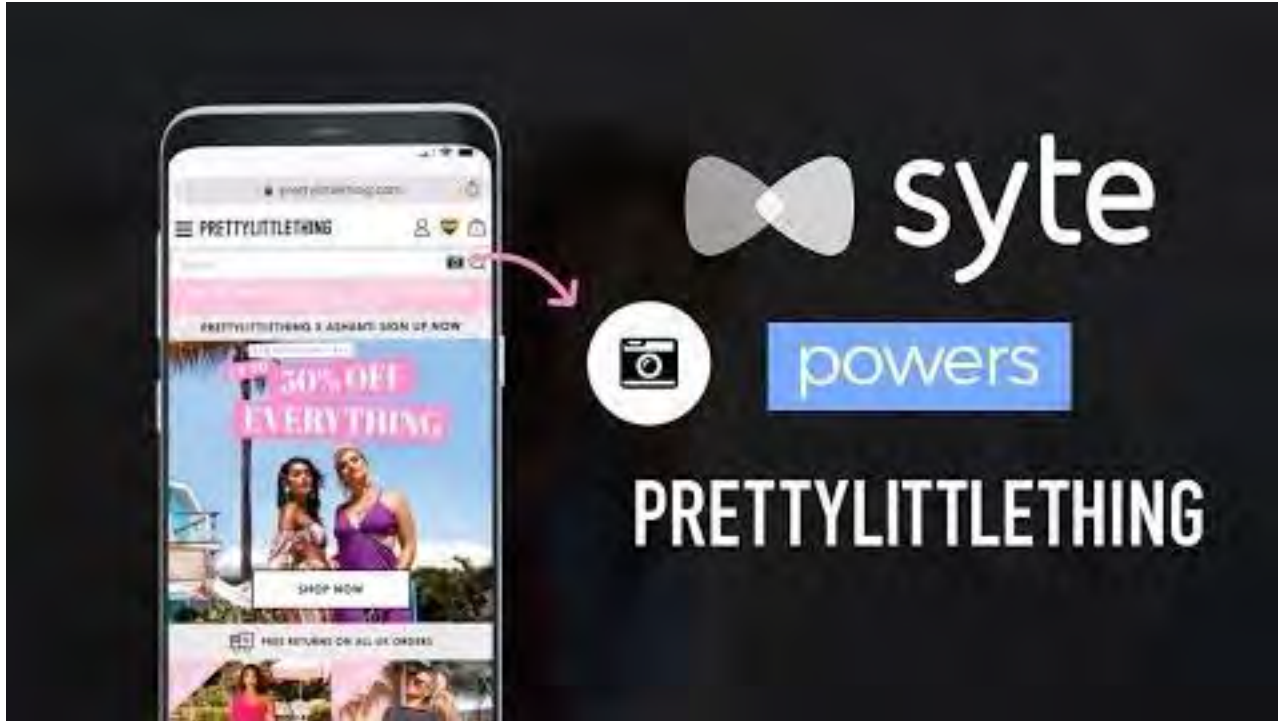 prettylittlething.com
PRETTYLITTLETHING
PRETTYLITTLETHING X ASHANTI SIGN UP NOW
50% OFF
EVERYTHING
SHOP NOW
FREE RETURNS ON ALL UK ORDERS
syte
powers
PRETTYLITTLETHING